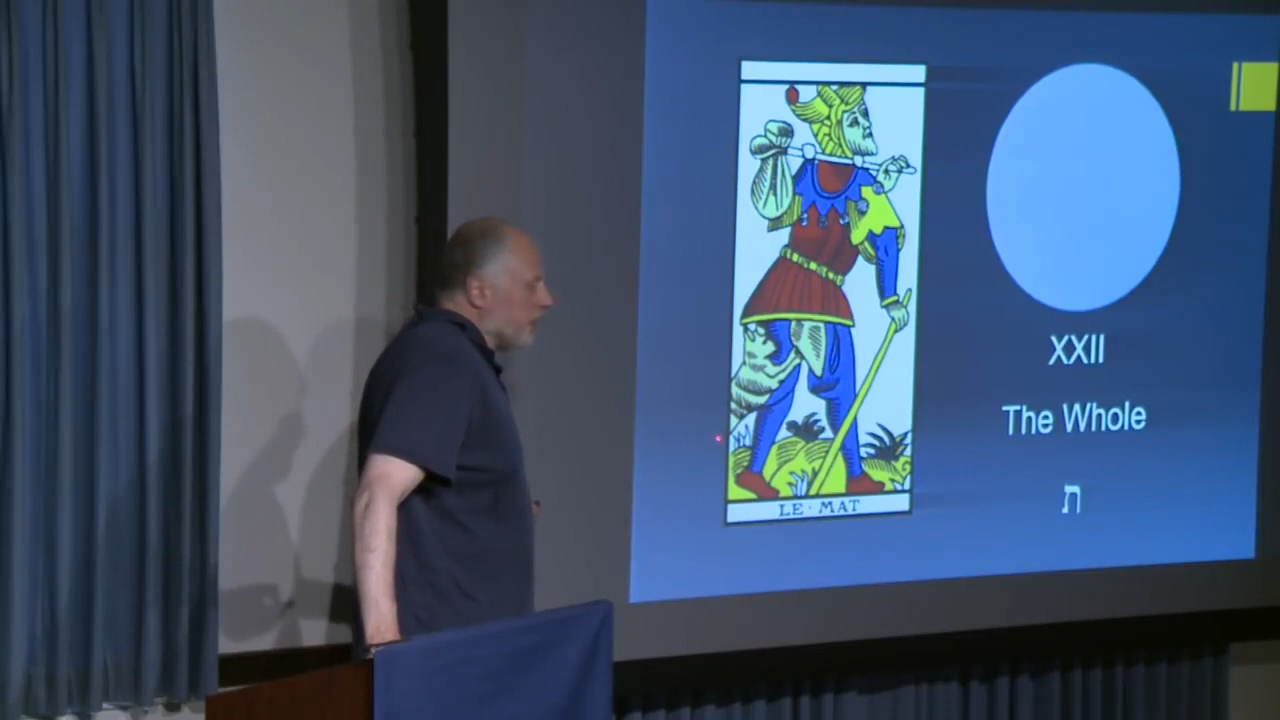 LE·MAT
XXII
The Whole
ת